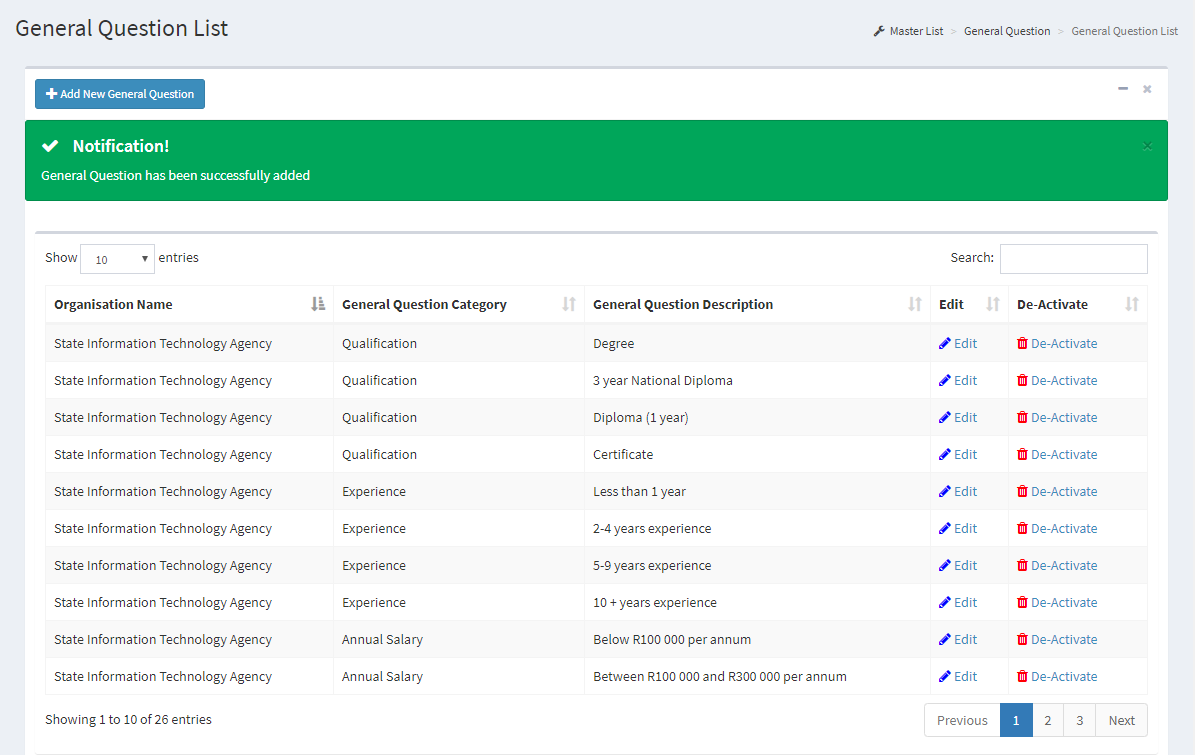 General Question List
Master List > General Question > General Question List
Add New General Question
Notification!
General Question has been successfully added
Show 10 entries Search:
Organisation Name General Question Category General Question Description Edit De-Activate
State Information Technology Agency Qualification Degree Edit De-Activate
State Information Technology Agency Qualification 3 year National Diploma Edit De-Activate
State Information Technology Agency Qualification Diploma (1 year) Edit De-Activate
State Information Technology Agency Qualification Certificate Edit De-Activate
State Information Technology Agency Experience Less than 1 year Edit De-Activate
State Information Technology Agency Experience 2-4 years experience Edit De-Activate
State Information Technology Agency Experience 5-9 years experience Edit De-Activate
State Information Technology Agency Experience 10 + years experience Edit De-Activate
State Information Technology Agency Annual Salary Below R100 000 per annum Edit De-Activate
State Information Technology Agency Annual Salary Between R100 000 and R300 000 per annum Edit De-Activate
Showing 1 to 10 of 26 entries Previous 1 2 3 Next